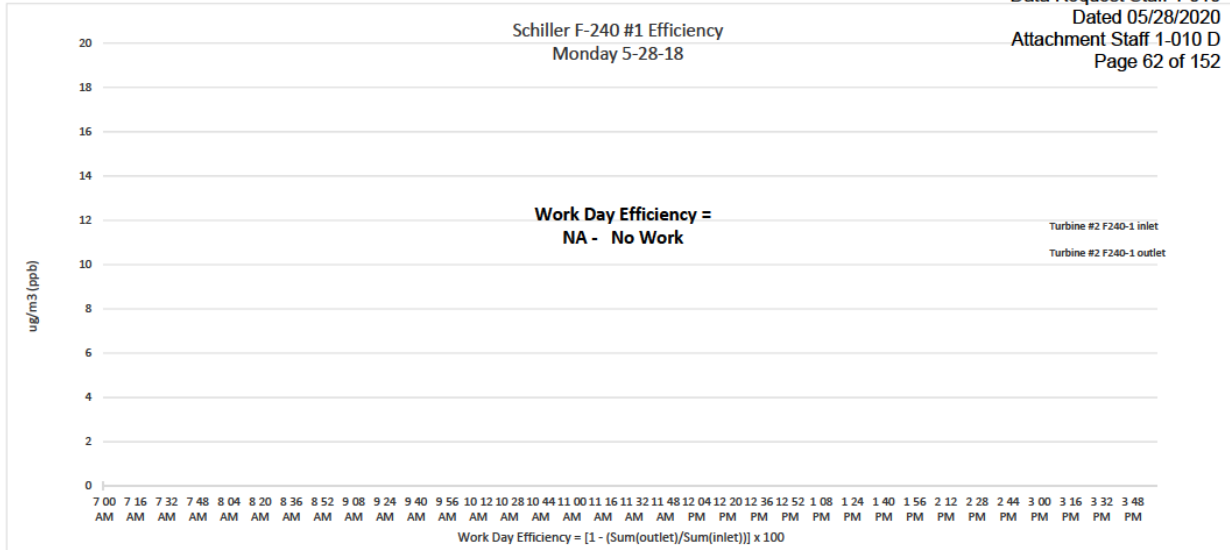 Dated 05/28/2020
Attachment Staff 1-010 D
Page 62 of 152
Schiller F-240 #1 Efficiency
Monday 5-28-18
20
18
16
14
12
10
8
6
4
2
0
ug/m3 (ppb)
Work Day Efficiency =
NA - No Work
Turbine #2 F240-1 inlet
Turbine #2 F240-1 outlet
7 00 7 16 7 32 7 48 8 04 8 20 8 36 8 52 9 08 9 24 9 40 9 56 10 12 10 28 10 44 11 00 11 16 11 32 11 48 12 04 12 20 12 36 12 52 1 08 1 24 1 40 1 56 2 12 2 28 2 44 3 00 3 16 3 32 3 48
AM AM AM AM AM AM AM AM AM AM AM AM AM AM AM AM AM AM AM PM PM PM PM PM PM PM PM PM PM PM PM PM PM PM
Work Day Efficiency = [1 - (Sum(outlet)/Sum(inlet))] x 100